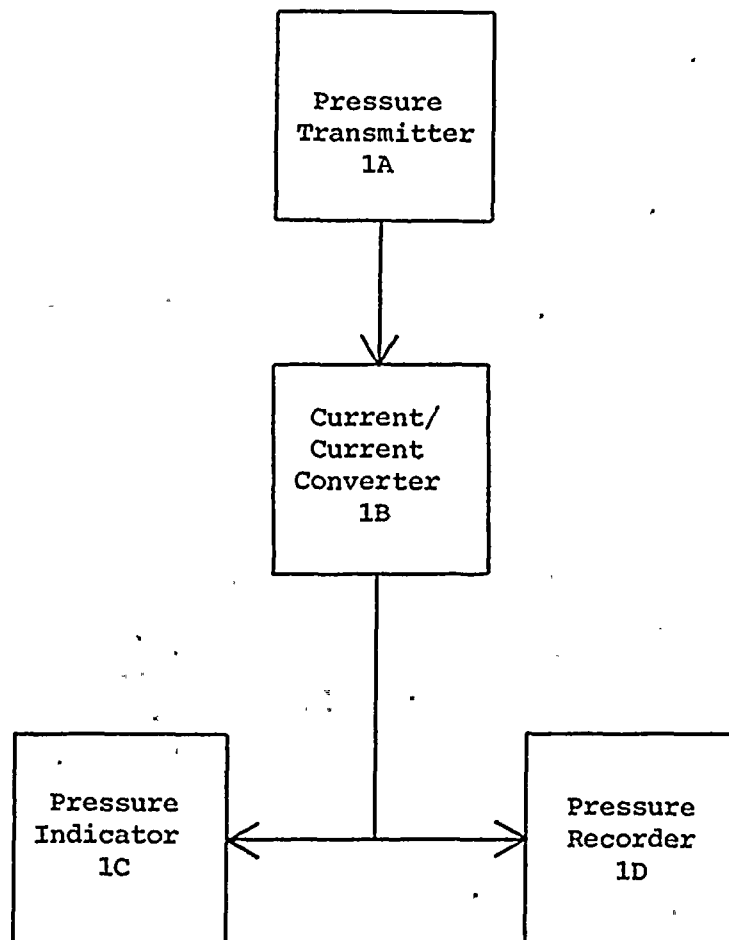 Pressure
Transmitter
1A
Current/
Current
Converter
1B
Pressure
Indicator
1C
Pressure
Recorder
1D